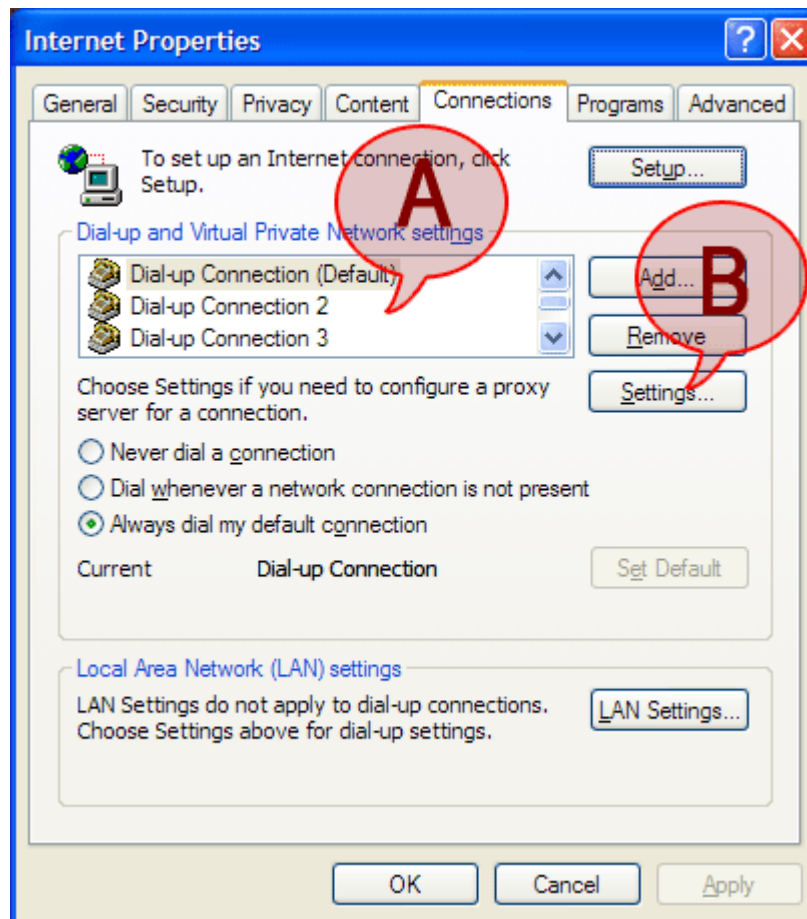 Internet Properties
?
General Security Privacy Content Connections Programs Advanced
To set up an Internet connection, click
Setup.
Setup...
A
Dial-up and Virtual Private Network settings
Dial-up Connection (Default)
Dial-up Connection 2
Dial-up Connection 3
Add...
B
Remove
Settings...
Choose Settings if you need to configure a proxy
server for a connection.
Never dial a connection
Dial whenever a network connection is not present
Always dial my default connection
Current Dial-up Connection Set Default
Local Area Network (LAN) settings
LAN Settings do not apply to dial-up connections.
Choose Settings above for dial-up settings.
LAN Settings...
OK Cancel Apply